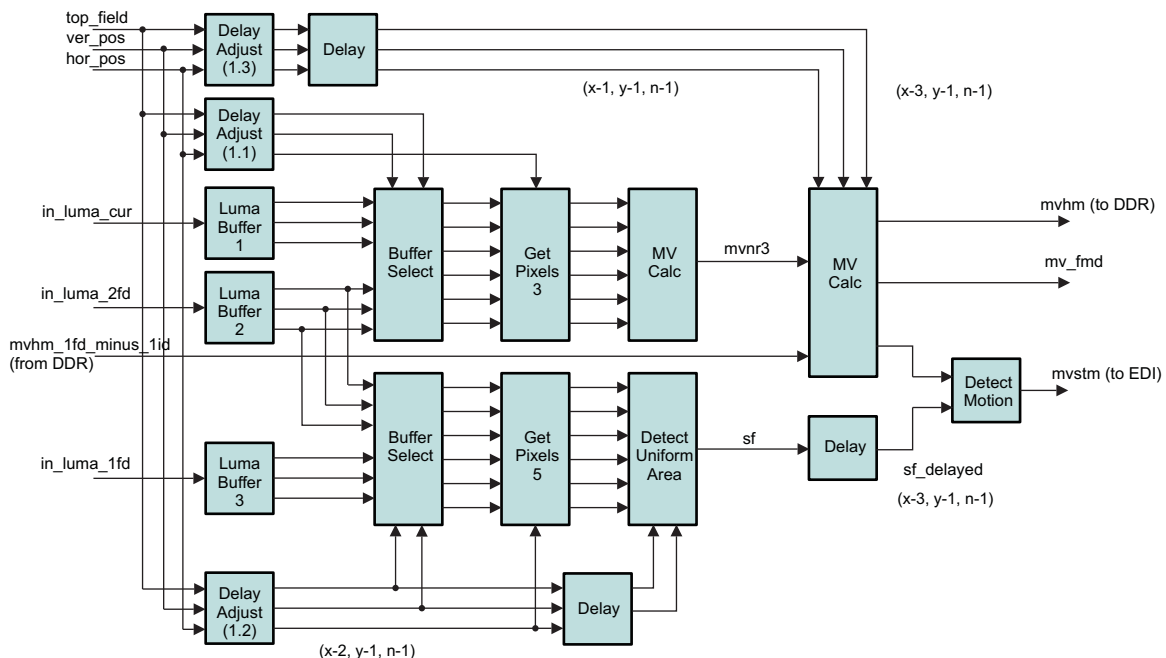 top_field
ver_pos
hor_pos
Delay
Adjust
(1.3)
Delay
(x-1, y-1, n-1)
(x-3, y-1, n-1)
Delay
Adjust
(1.1)
in_luma_cur
Luma
Buffer
1
Buffer
Select
Get
Pixels
3
MV
Calc
mvnr3
MV
Calc
mvhm (to DDR)
mv_fmd
in_luma_2fd
Luma
Buffer
2
mvhm_1fd_minus_1id
(from DDR)
Buffer
Select
Get
Pixels
5
Detect
Uniform
Area
sf
Delay
Detect
Motion
mvstm (to EDI)
sf_delayed
(x-3, y-1, n-1)
in_luma_1fd
Luma
Buffer
3
Delay
Adjust
(1.2)
Delay
(x-2, y-1, n-1)